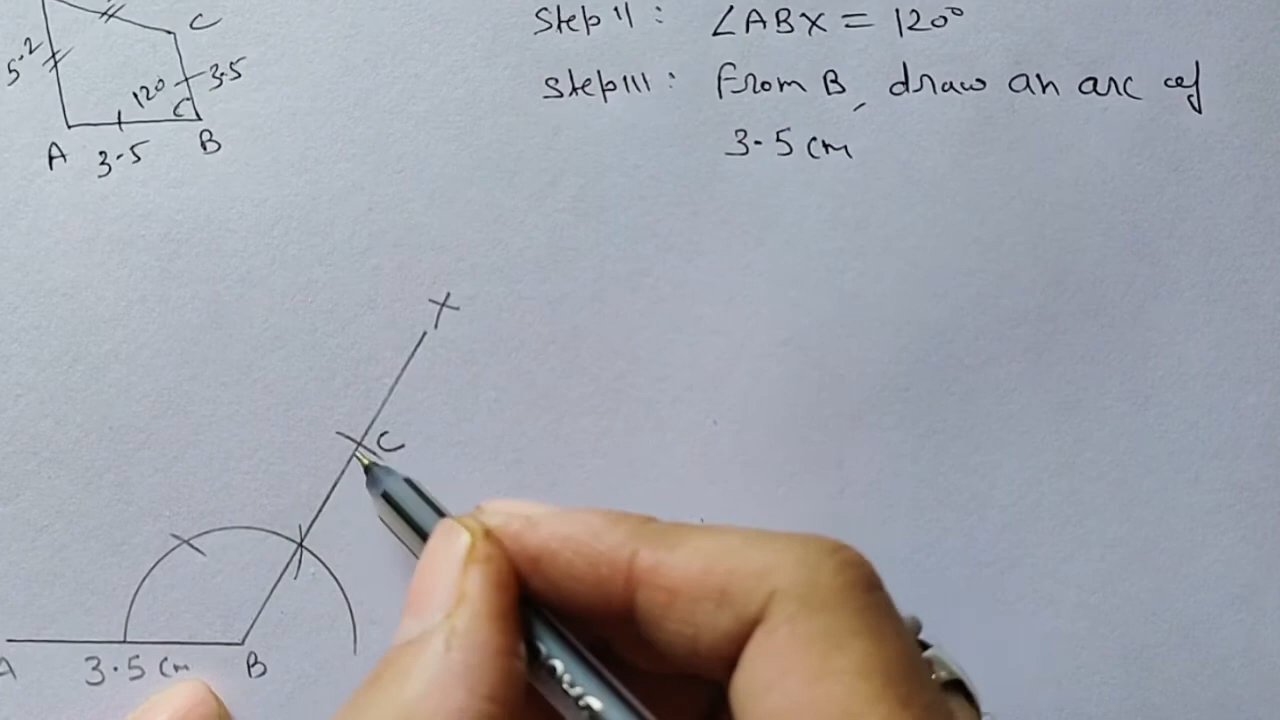 C
5.2
3.5
120
A 3.5 B
Step II : ∠ABX = 120°
Step III : From B, draw an arc of
3.5 cm
X
C
A 3.5 cm B